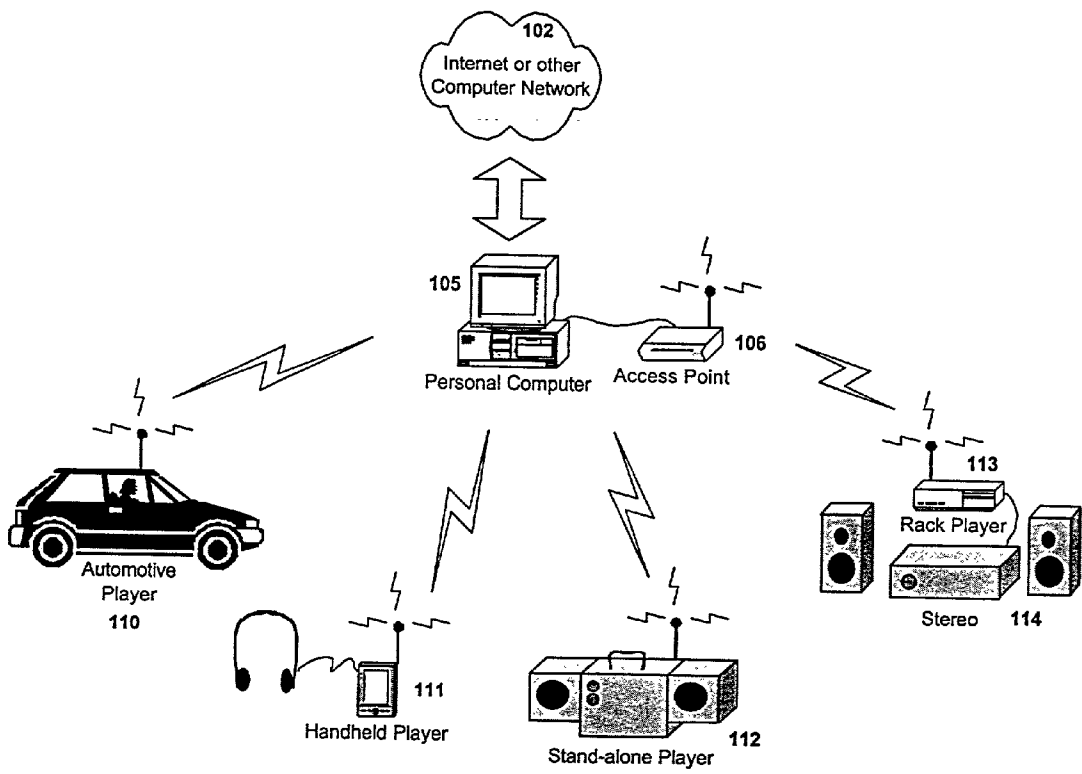 102
Internet or other
Computer Network
105
Personal Computer
106
Access Point
113
Rack Player
Stereo 114
Automotive
Player
110
111
Handheld Player
112
Stand-alone Player